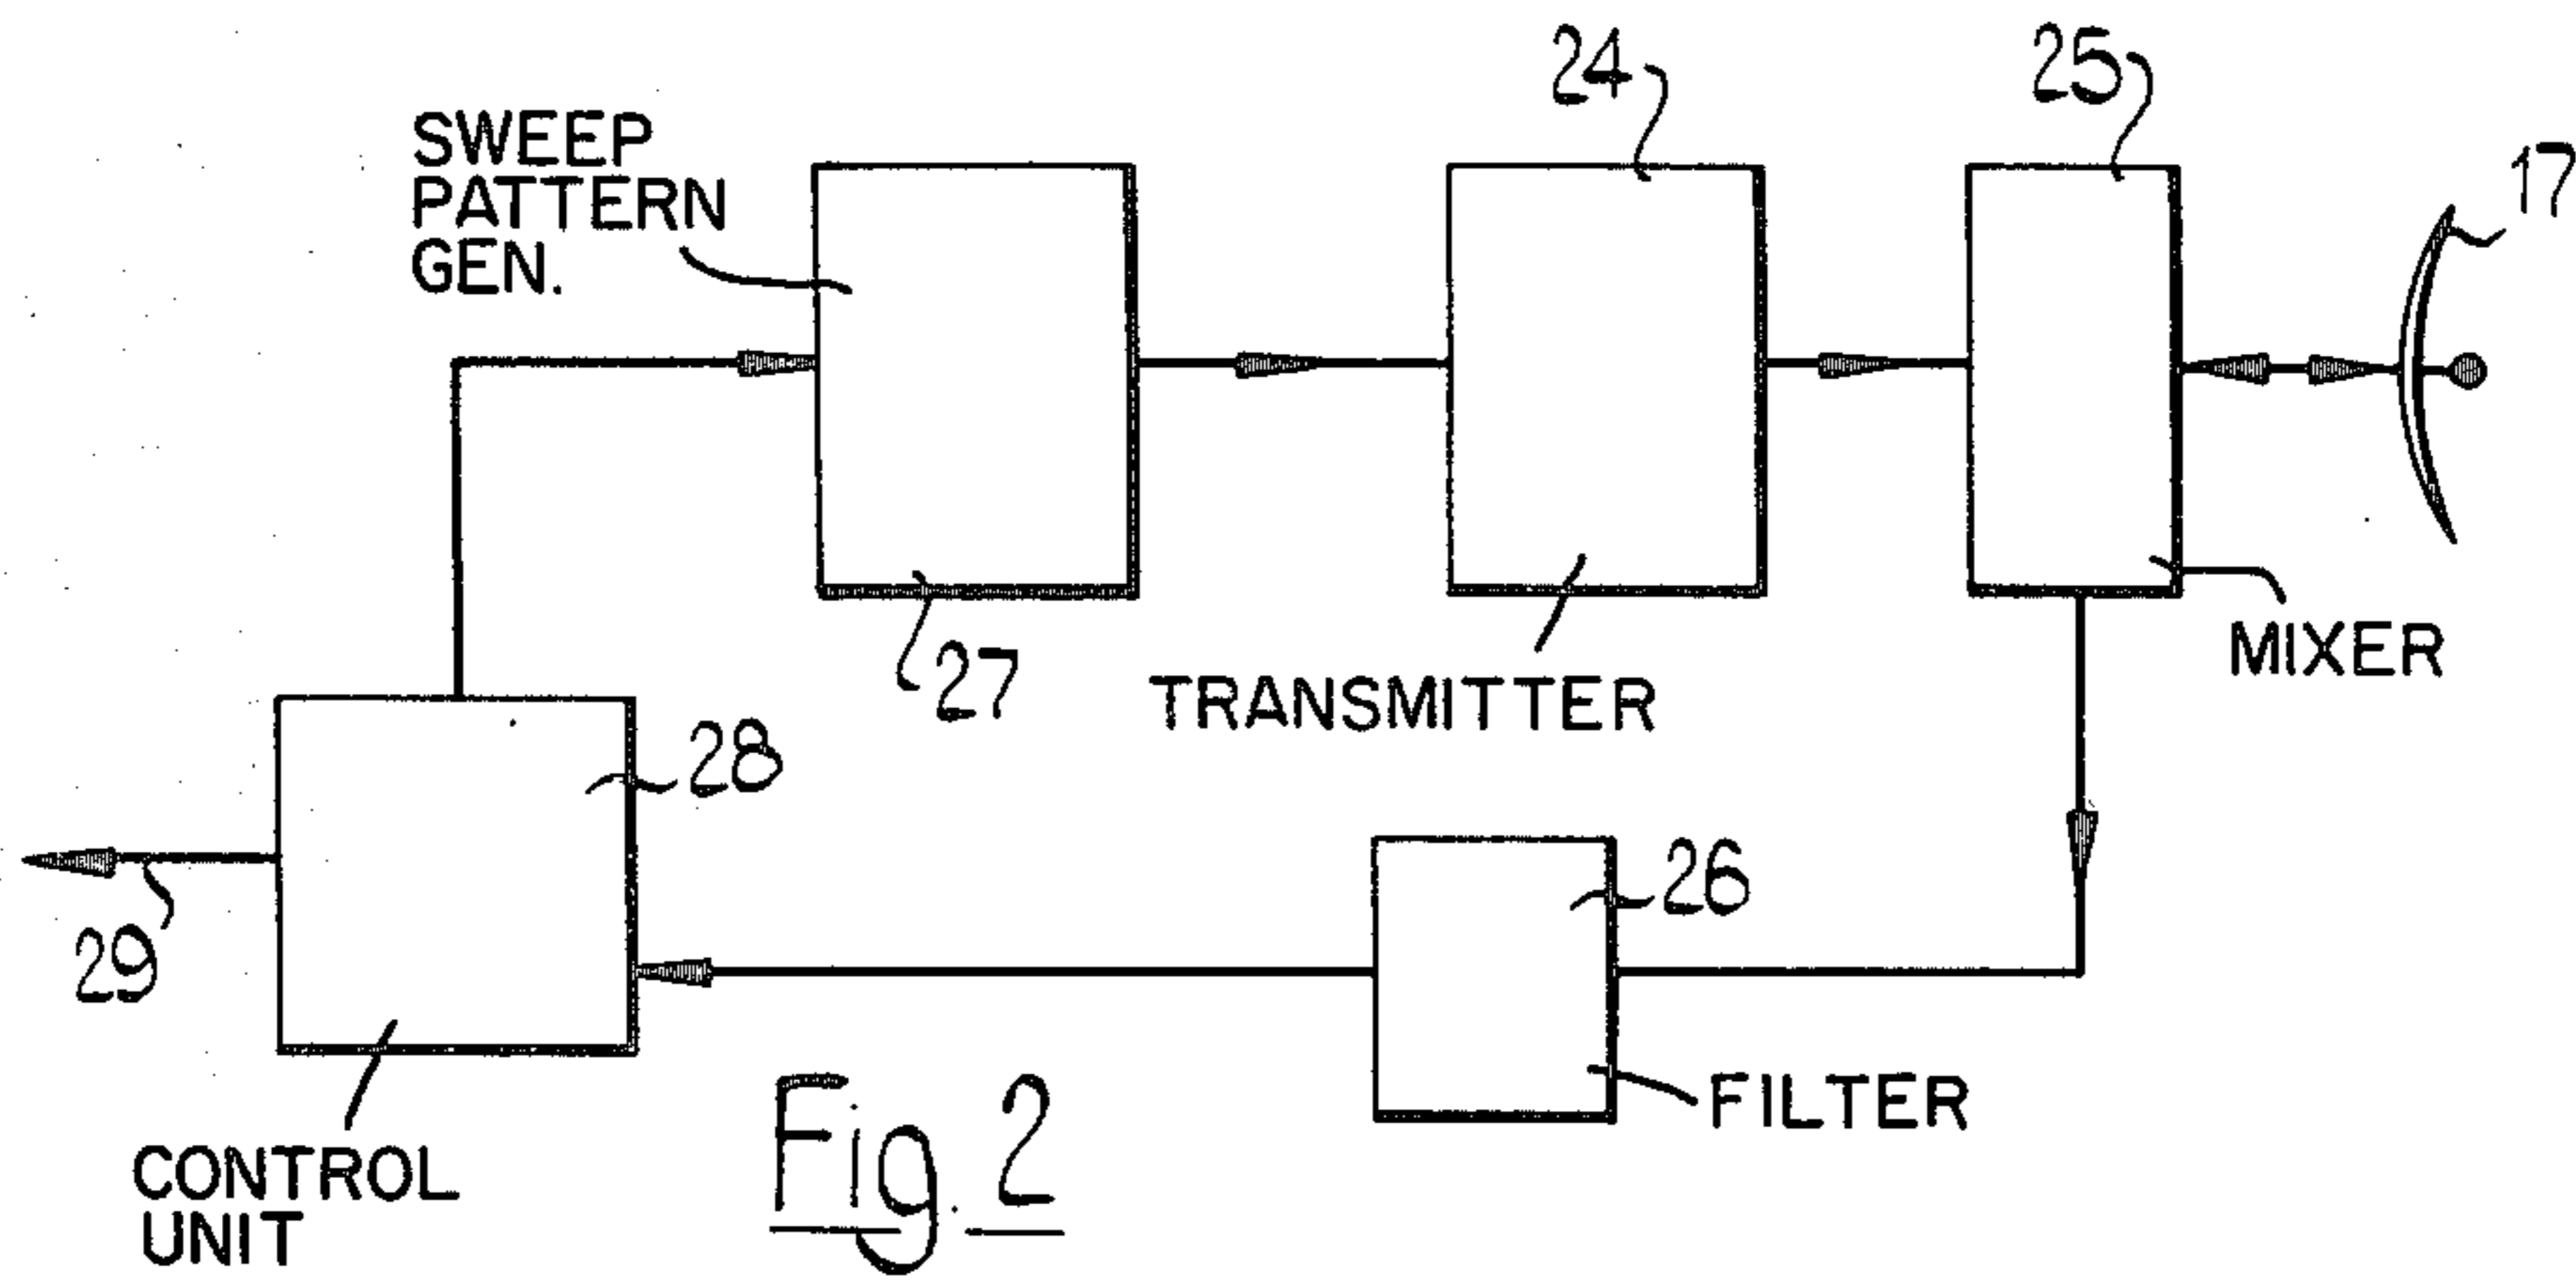 24
25
17
SWEEP
PATTERN
GEN.
27
TRANSMITTER
MIXER
28
26
29
FILTER
CONTROL
UNIT
Fig. 2